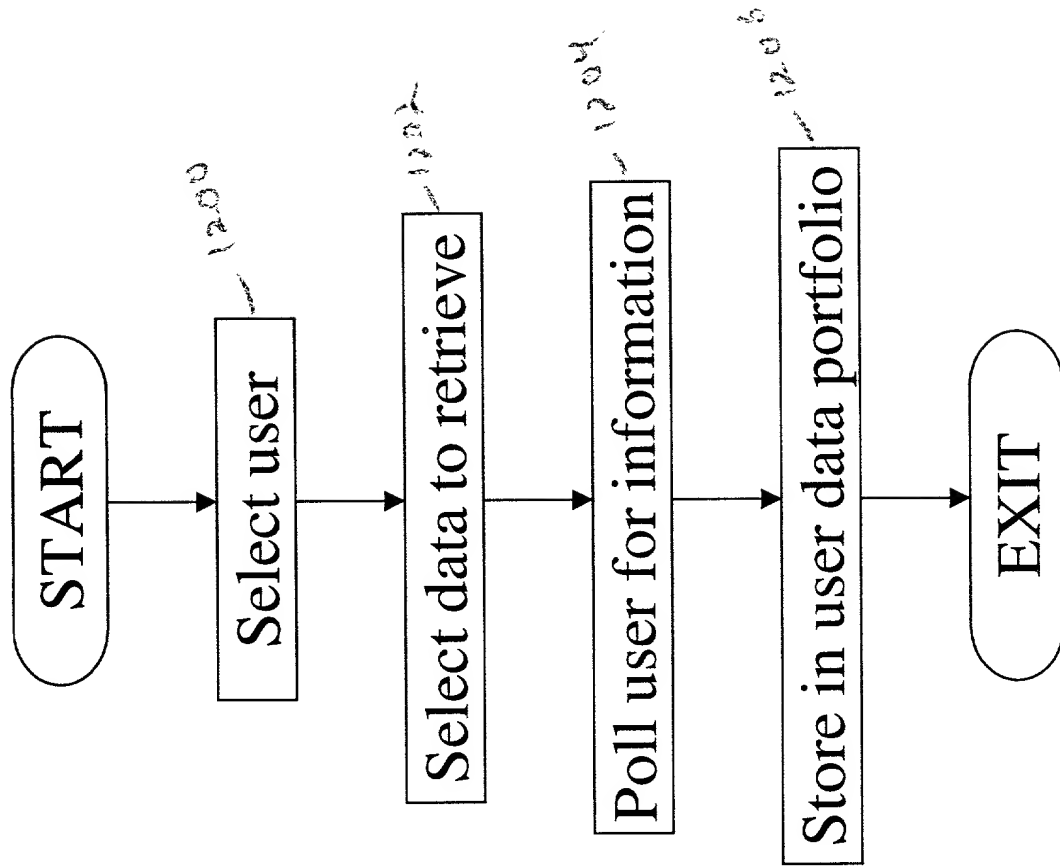 START
Select user
1200
Select data to retrieve
1202
Poll user for information
1204
Store in user data portfolio
1206
EXIT